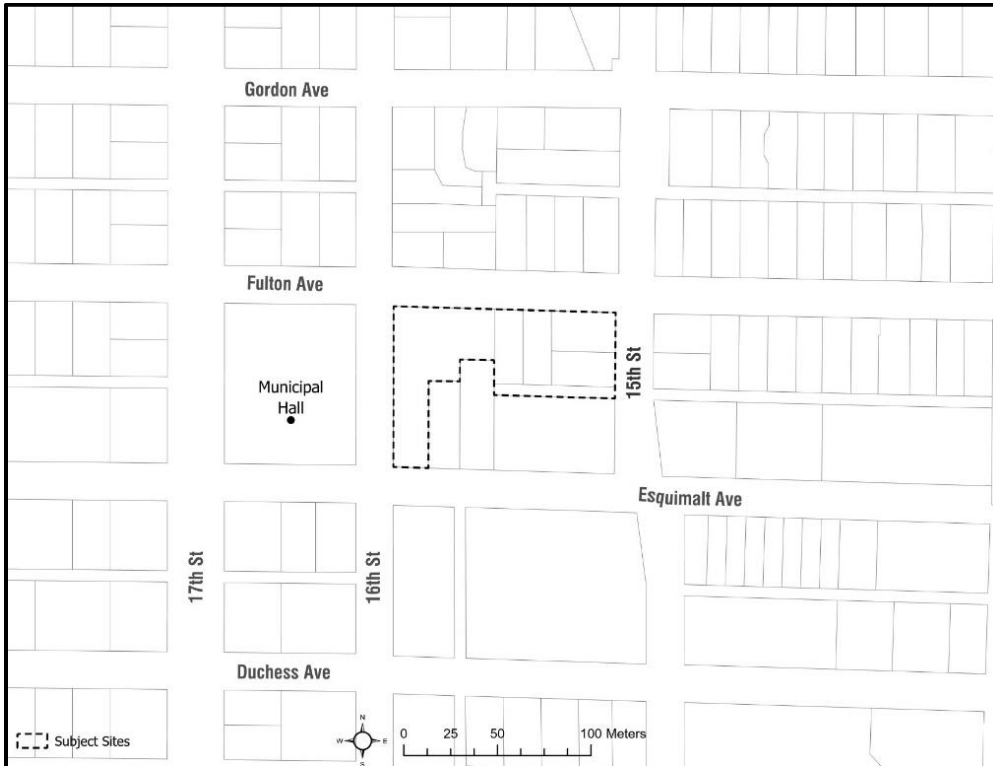 Gordon Ave
Fulton Ave
15th St
Municipal
Hall
Esquimalt Ave
17th St
16th St
Duchess Ave
Subject Sites
N
W E
S
0 25 50 100 Meters